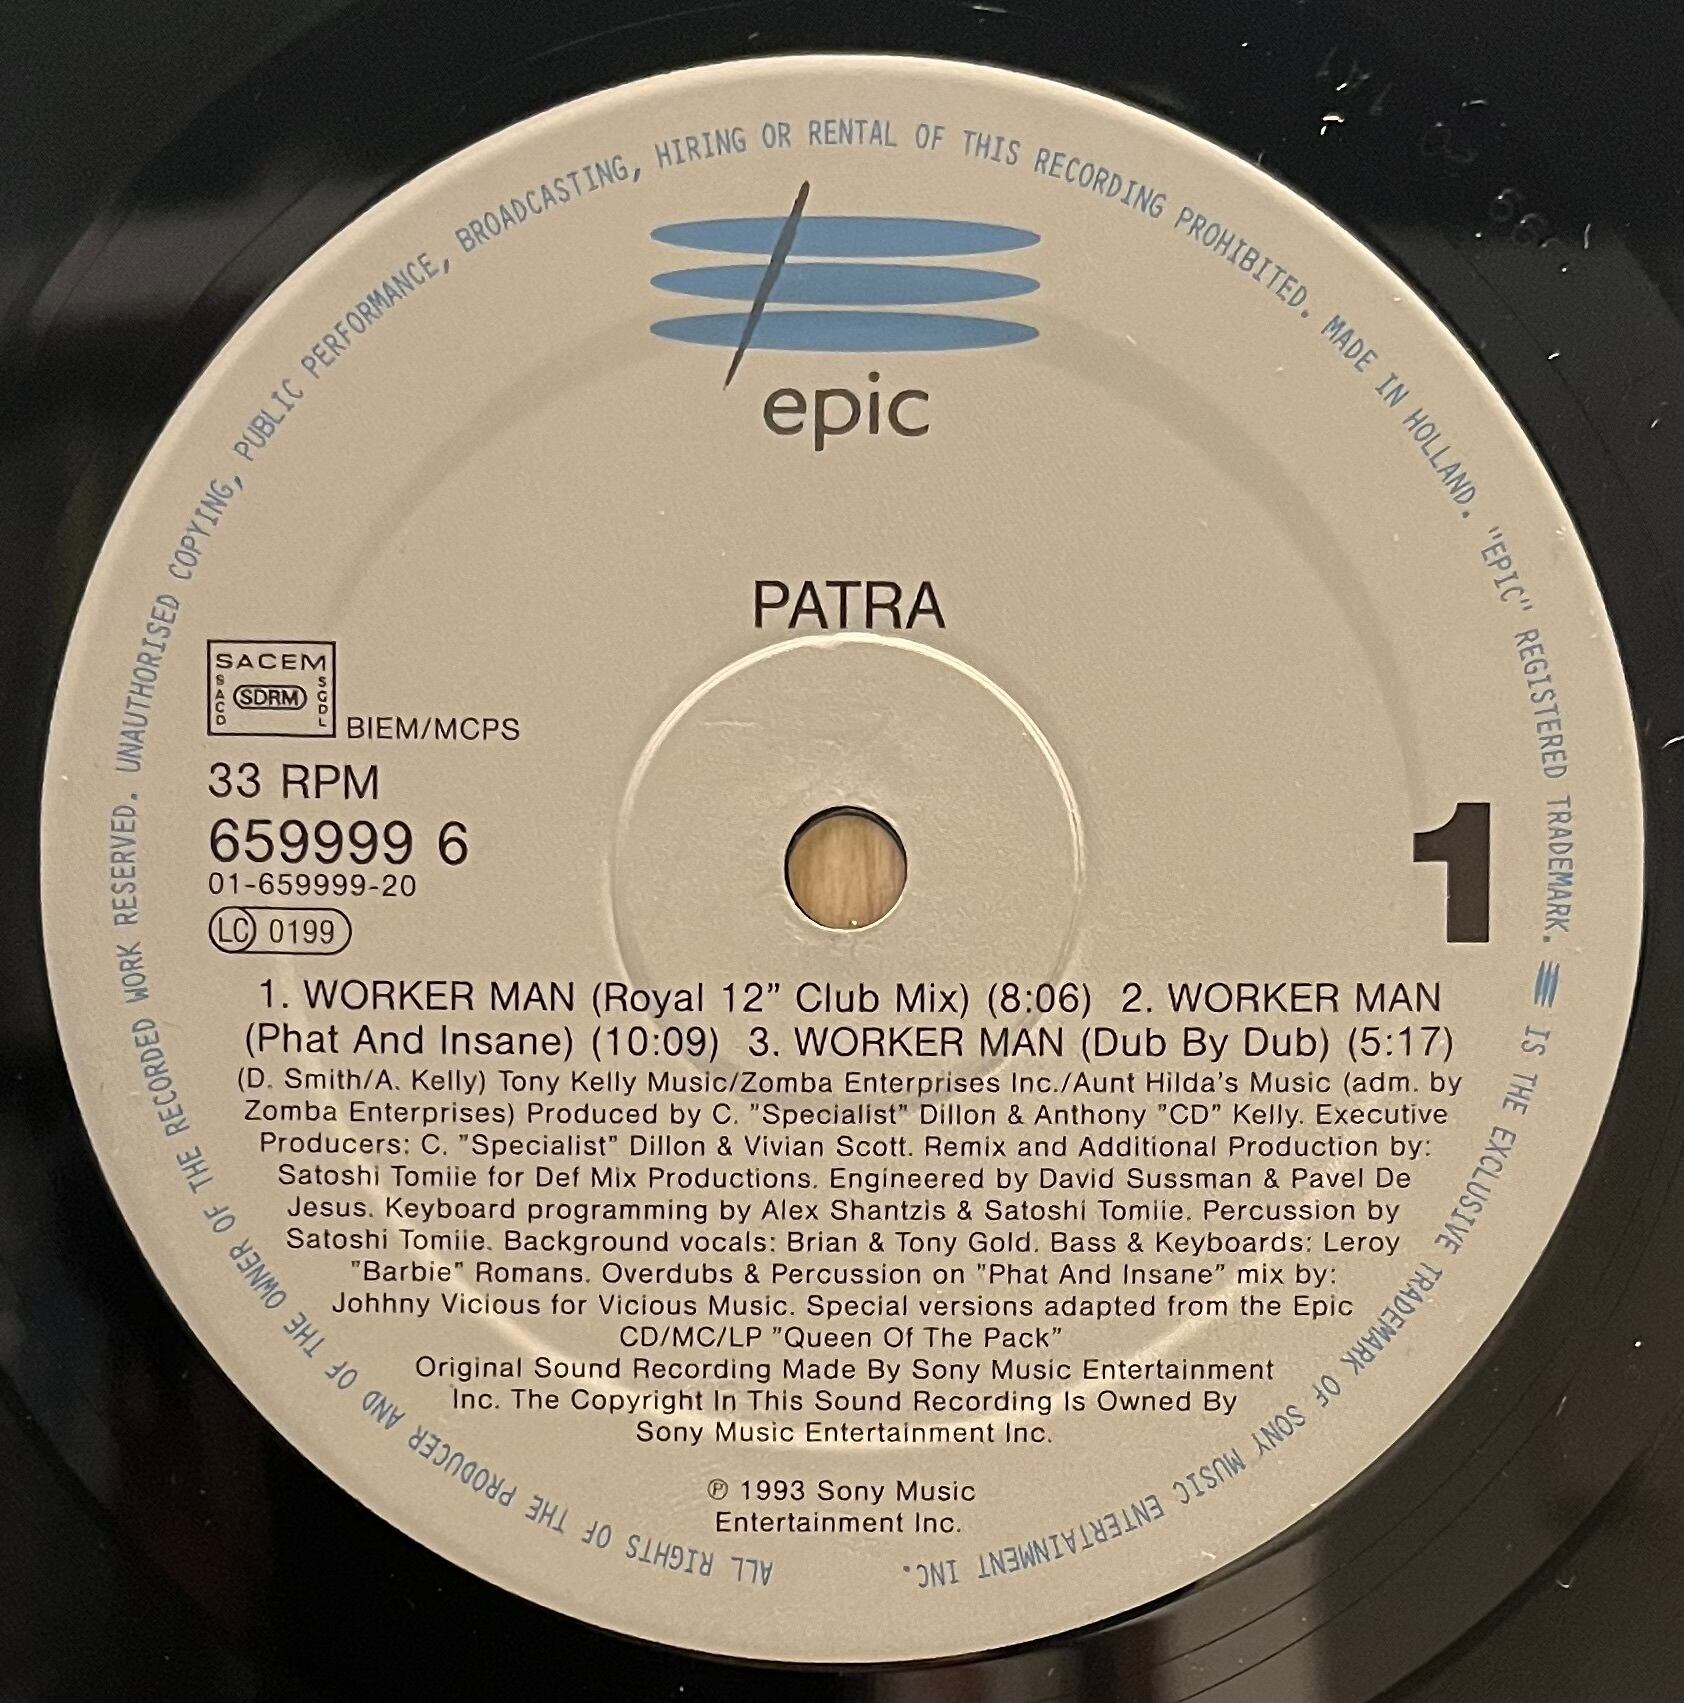 ALL RIGHTS OF THE PRODUCER AND OF THE OWNER OF THE RECORDED WORK RESERVED. UNAUTHORISED COPYING, PUBLIC PERFORMANCE, BROADCASTING, HIRING OR RENTAL OF THIS RECORDING PROHIBITED. MADE IN HOLLAND. "EPIC" REGISTERED TRADEMARK. IS THE EXCLUSIVE TRADEMARK OF SONY MUSIC ENTERTAINMENT INC.
epic
PATRA
SACEM
SACD
SDRM
SGDL
BIEM/MCPS
33 RPM
659999 6
01-659999-20
LC 0199
1
1. WORKER MAN (Royal 12” Club Mix) (8:06) 2. WORKER MAN
(Phat And Insane) (10:09) 3. WORKER MAN (Dub By Dub) (5:17)
(D. Smith/A. Kelly) Tony Kelly Music/Zomba Enterprises Inc./Aunt Hilda's Music (adm. by
Zomba Enterprises) Produced by C. "Specialist" Dillon & Anthony "CD" Kelly. Executive
Producers: C. "Specialist" Dillon & Vivian Scott. Remix and Additional Production by:
Satoshi Tomiie for Def Mix Productions. Engineered by David Sussman & Pavel De
Jesus. Keyboard programming by Alex Shantzis & Satoshi Tomiie. Percussion by
Satoshi Tomiie. Background vocals: Brian & Tony Gold. Bass & Keyboards: Leroy
"Barbie" Romans. Overdubs & Percussion on "Phat And Insane" mix by:
Johhny Vicious for Vicious Music. Special versions adapted from the Epic
CD/MC/LP "Queen Of The Pack"
Original Sound Recording Made By Sony Music Entertainment
Inc. The Copyright In This Sound Recording Is Owned By
Sony Music Entertainment Inc.
℗ 1993 Sony Music
Entertainment Inc.